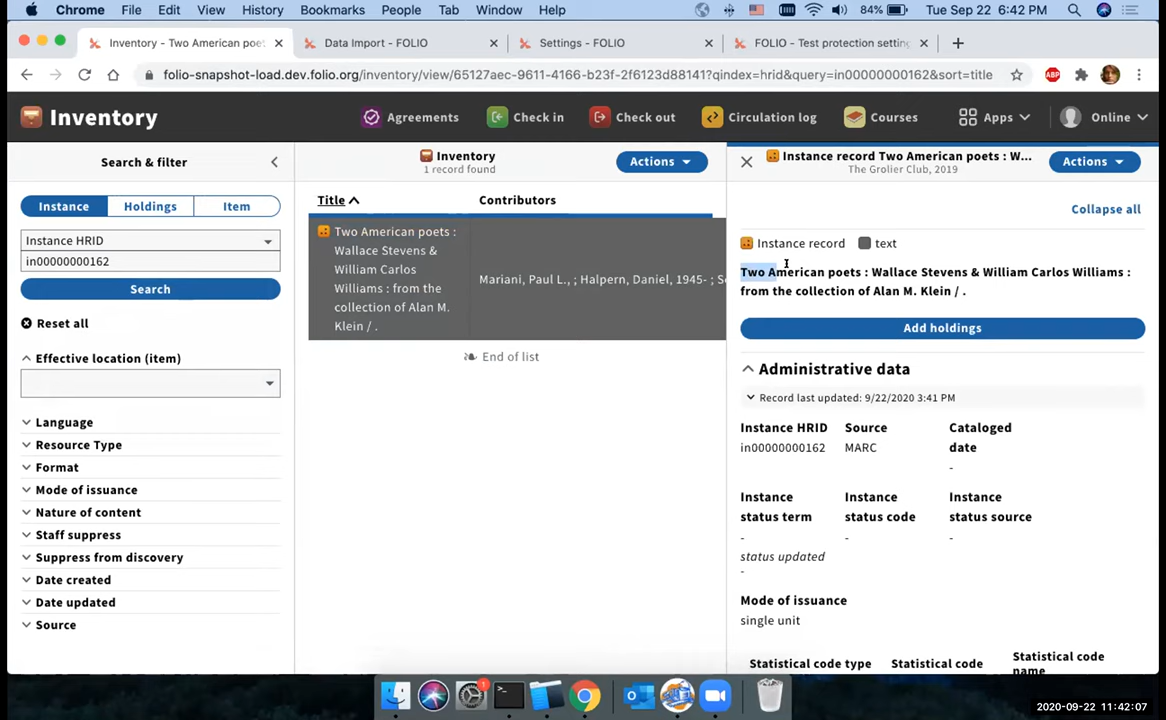 Chrome File Edit View History Bookmarks People Tab Window Help 84% Tue Sep 22 6:42 PM
Inventory - Two American poet Data Import - FOLIO Settings - FOLIO FOLIO - Test protection setting
folio-snapshot-load.dev.folio.org/inventory/view/65127aec-9611-4166-b23f-2f6123d88141?qindex=hrid&query=in00000000162&sort=title ABP
Inventory Agreements Check in Check out Circulation log Courses Apps Online
Search & filter
Instance Holdings Item
Instance HRID
in00000000162
Search
Reset all
Effective location (item)
Language
Resource Type
Format
Mode of issuance
Nature of content
Staff suppress
Suppress from discovery
Date created
Date updated
Source
Inventory
1 record found
Actions
Title Contributors
Two American poets :
Wallace Stevens &
William Carlos
Williams : from the
collection of Alan M.
Klein / .
Mariani, Paul L., ; Halpern, Daniel, 1945- ; S
End of list
Instance record Two American poets : W...
The Grolier Club, 2019
Actions
Collapse all
Instance record text
Two American poets : Wallace Stevens & William Carlos Williams :
from the collection of Alan M. Klein / .
Add holdings
Administrative data
Record last updated: 9/22/2020 3:41 PM
Instance HRID Source Cataloged
date
in00000000162 MARC -
Instance Instance Instance
status term status code status source
- - -
status updated
-
Mode of issuance
single unit
Statistical code type Statistical code Statistical code
name
1
2020-09-22 11:42:07